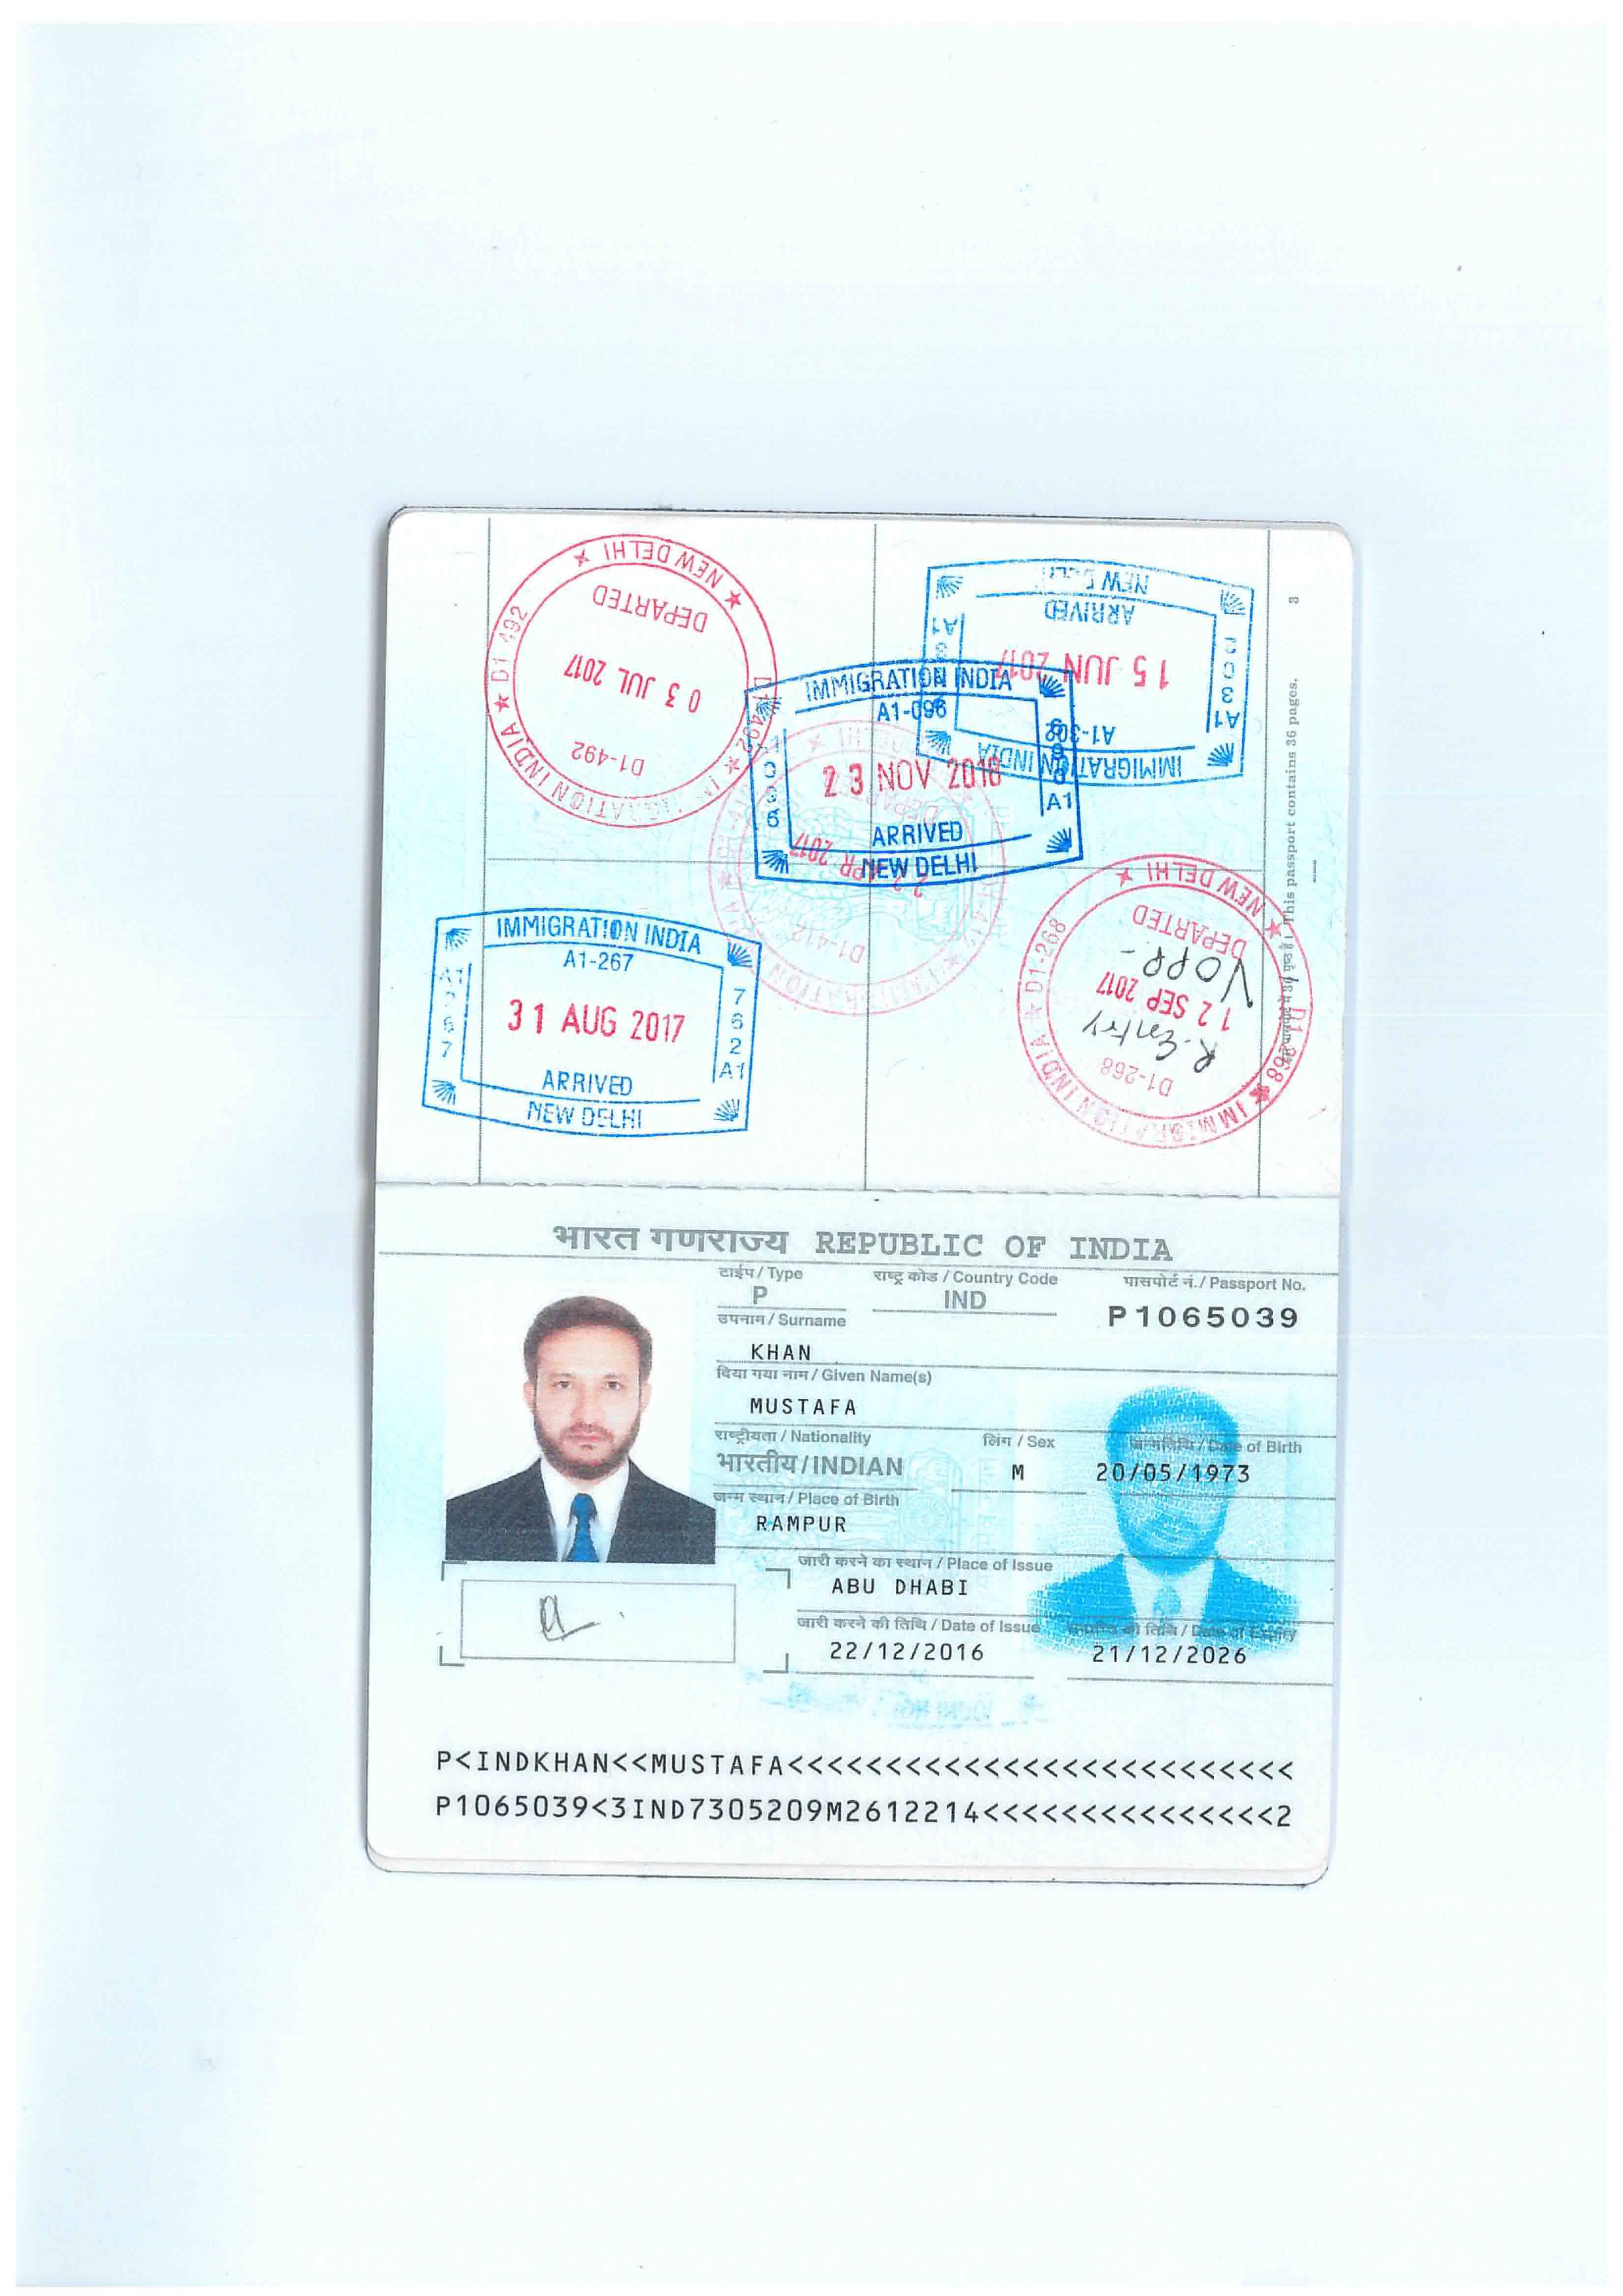 NEW DELHI
DEPARTED
03 JUL 2017
D1-492
IMMIGRATION INDIA
D1-492
NEW DELHI
ARRIVED
15 JUN 2017
A1-302
IMMIGRATION INDIA
IMMIGRATION INDIA
A1-096
23 NOV 2018
ARRIVED
NEW DELHI
DEPARTED
APR 2017
D1-412
This passport contains 36 pages.
3
IMMIGRATION INDIA
A1-267
31 AUG 2017
ARRIVED
NEW DELHI
NEW DELHI
DEPARTED
12 SEP 2017
R. Entry
D1-268
IMMIGRATION INDIA
D1-268
भारत गणराज्य REPUBLIC OF INDIA
टाईप / Type राष्ट्र कोड / Country Code पासपोर्ट नं. / Passport No.
P IND P1065039
उपनाम / Surname
KHAN
दिया गया नाम / Given Name(s)
MUSTAFA
राष्ट्रीयता / Nationality लिंग / Sex जन्मतिथि / Date of Birth
भारतीय / INDIAN M 20/05/1973
जन्म स्थान / Place of Birth
RAMPUR
जारी करने का स्थान / Place of Issue
ABU DHABI
जारी करने की तिथि / Date of Issue की तिथि / Date of Expiry
22/12/2016 21/12/2026
P<INDKHAN<<MUSTAFA<<<<<<<<<<<<<<<<<<<<<<<<<<
P1065039<3IND7305209M2612214<<<<<<<<<<<<<<<2